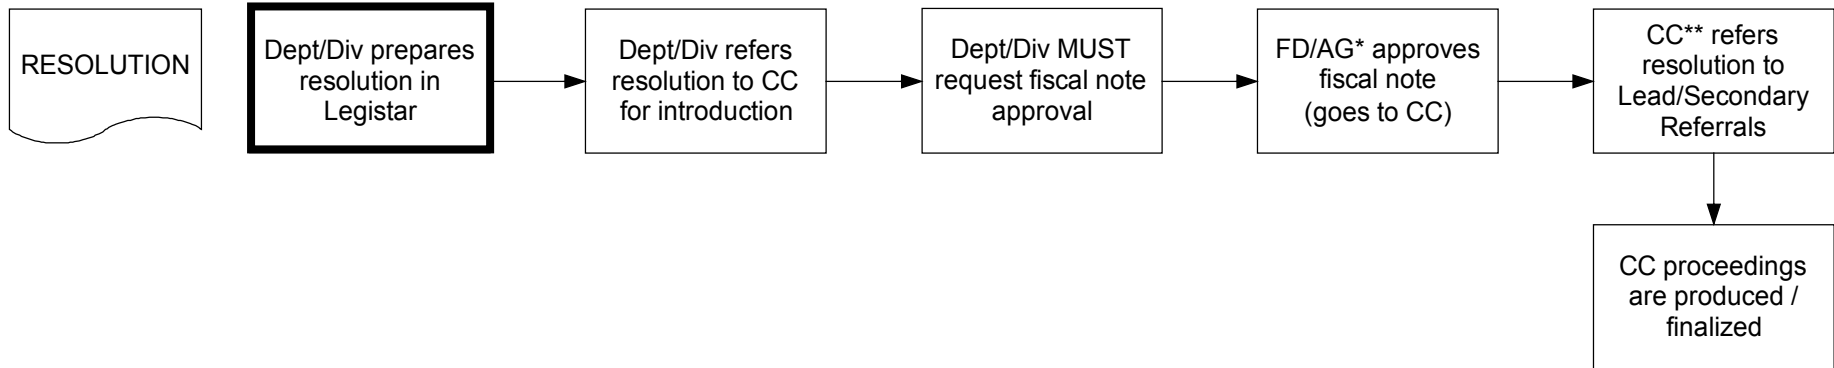 RESOLUTION
Dept/Div prepares
resolution in
Legistar
Dept/Div refers
resolution to CC
for introduction
Dept/Div MUST
request fiscal note
approval
FD/AG* approves
fiscal note
(goes to CC)
CC** refers
resolution to
Lead/Secondary
Referrals
CC proceedings
are produced /
finalized